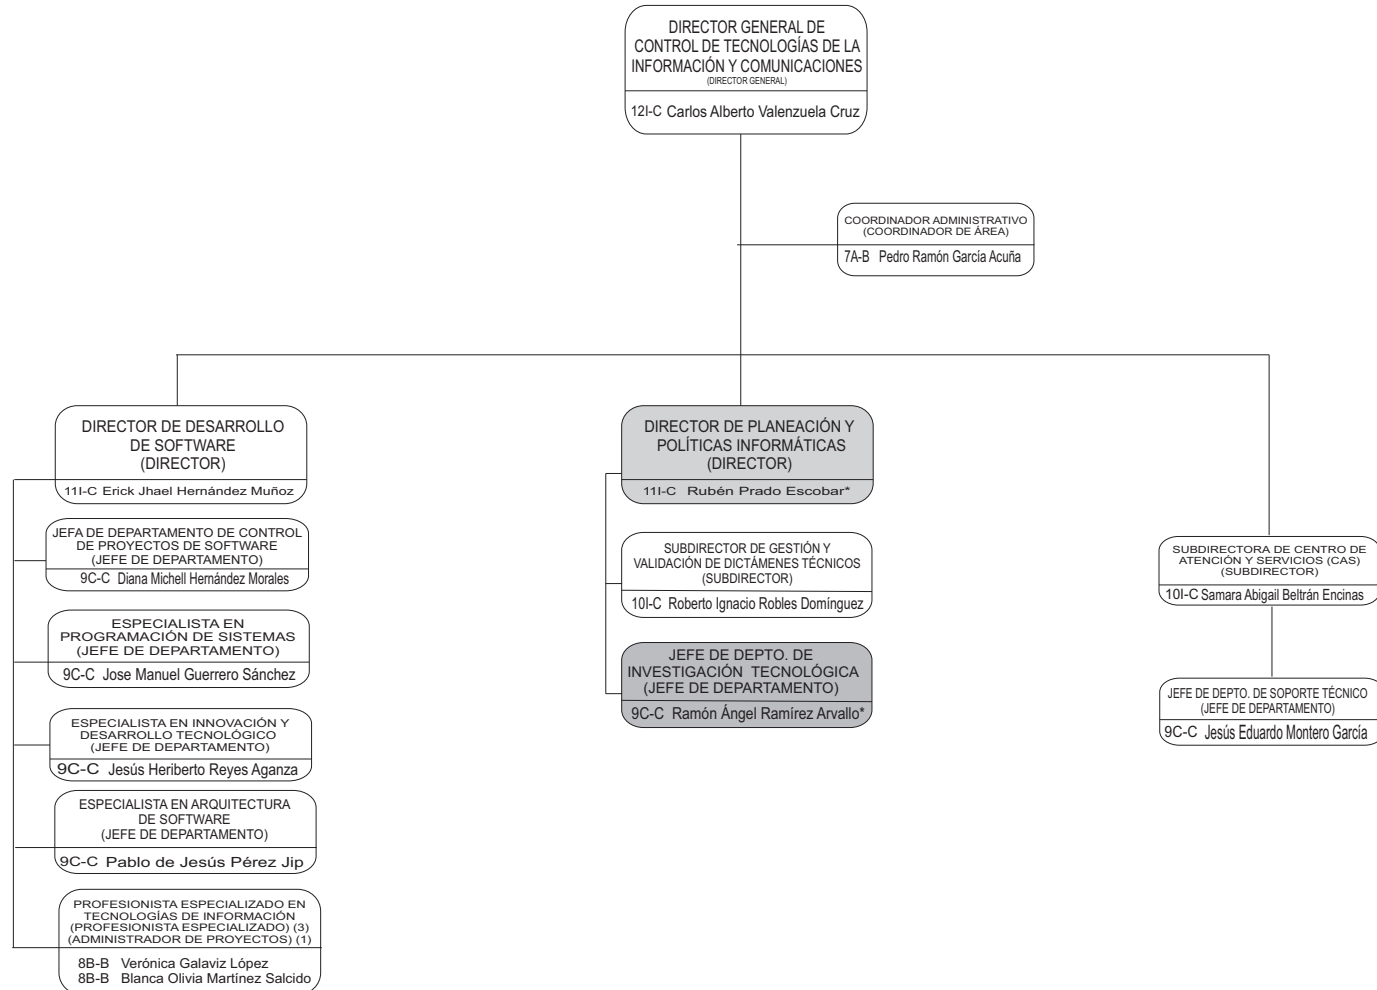 DIRECTOR GENERAL DE
CONTROL DE TECNOLOGÍAS DE LA
INFORMACIÓN Y COMUNICACIONES
(DIRECTOR GENERAL)
12I-C Carlos Alberto Valenzuela Cruz
COORDINADOR ADMINISTRATIVO
(COORDINADOR DE ÁREA)
7A-B Pedro Ramón García Acuña
DIRECTOR DE DESARROLLO
DE SOFTWARE
(DIRECTOR)
11I-C Erick Jhael Hernández Muñoz
JEFA DE DEPARTAMENTO DE CONTROL
DE PROYECTOS DE SOFTWARE
(JEFE DE DEPARTAMENTO)
9C-C Diana Michell Hernández Morales
ESPECIALISTA EN
PROGRAMACIÓN DE SISTEMAS
(JEFE DE DEPARTAMENTO)
9C-C Jose Manuel Guerrero Sánchez
ESPECIALISTA EN INNOVACIÓN Y
DESARROLLO TECNOLÓGICO
(JEFE DE DEPARTAMENTO)
9C-C Jesús Heriberto Reyes Aganza
ESPECIALISTA EN ARQUITECTURA
DE SOFTWARE
(JEFE DE DEPARTAMENTO)
9C-C Pablo de Jesús Pérez Jip
PROFESIONISTA ESPECIALIZADO EN
TECNOLOGÍAS DE INFORMACIÓN
(PROFESIONISTA ESPECIALIZADO) (3)
(ADMINISTRADOR DE PROYECTOS) (1)
8B-B Verónica Galaviz López
8B-B Blanca Olivia Martínez Salcido
DIRECTOR DE PLANEACIÓN Y
POLÍTICAS INFORMÁTICAS
(DIRECTOR)
11I-C Rubén Prado Escobar*
SUBDIRECTOR DE GESTIÓN Y
VALIDACIÓN DE DICTÁMENES TÉCNICOS
(SUBDIRECTOR)
10I-C Roberto Ignacio Robles Domínguez
JEFE DE DEPTO. DE
INVESTIGACIÓN TECNOLÓGICA
(JEFE DE DEPARTAMENTO)
9C-C Ramón Ángel Ramírez Arvallo*
SUBDIRECTORA DE CENTRO DE
ATENCIÓN Y SERVICIOS (CAS)
(SUBDIRECTOR)
10I-C Samara Abigail Beltrán Encinas
JEFE DE DEPTO. DE SOPORTE TÉCNICO
(JEFE DE DEPARTAMENTO)
9C-C Jesús Eduardo Montero García